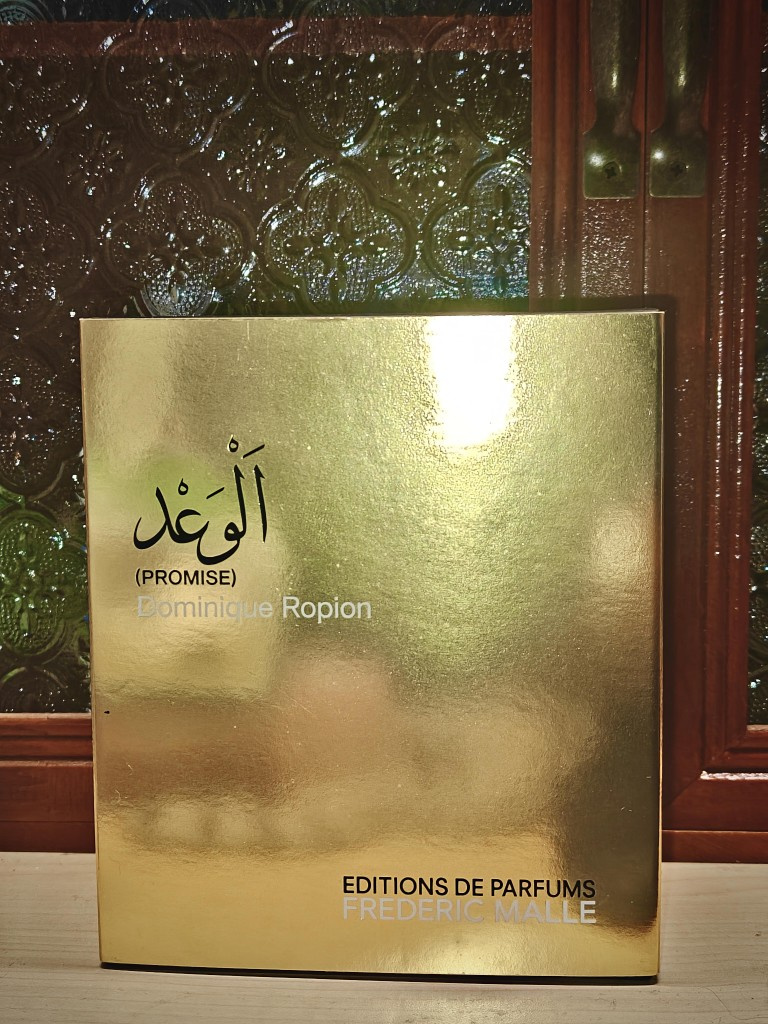 اَلْوَعْد
(PROMISE)
Dominique Ropion
EDITIONS DE PARFUMS
FREDERIC MALLE